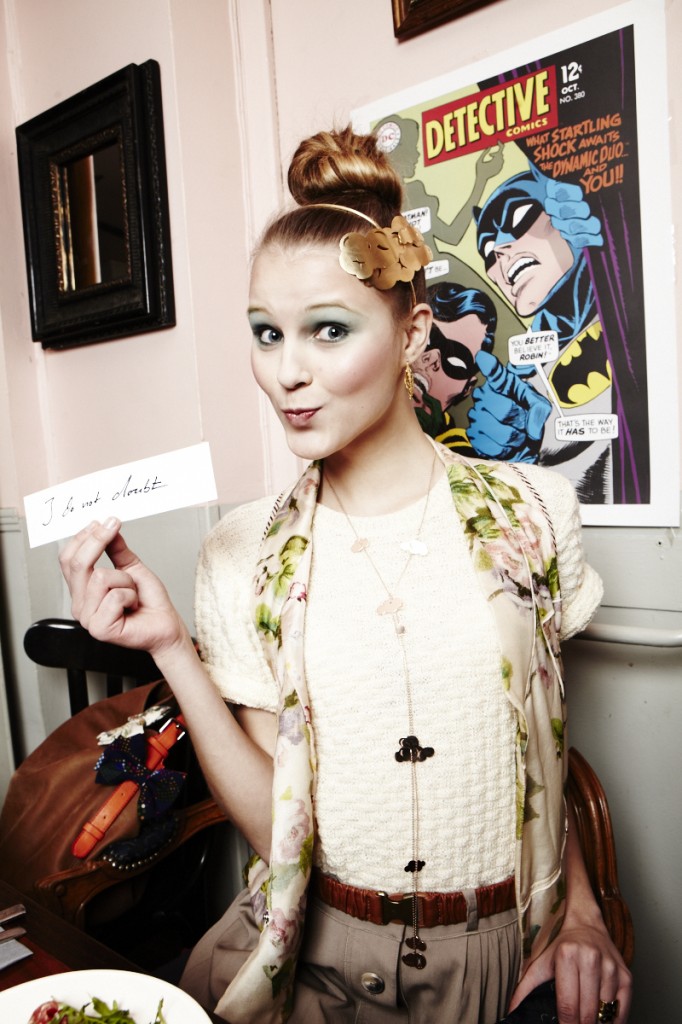 I do not doubt
DC
DETECTIVE
COMICS
12¢
OCT.
NO. 380
WHAT STARTLING
SHOCK AWAITS
THE DYNAMIC DUO--
AND
YOU!!
YOU BETTER
BELIEVE IT,
ROBIN!
THAT'S THE WAY
IT HAS TO BE!